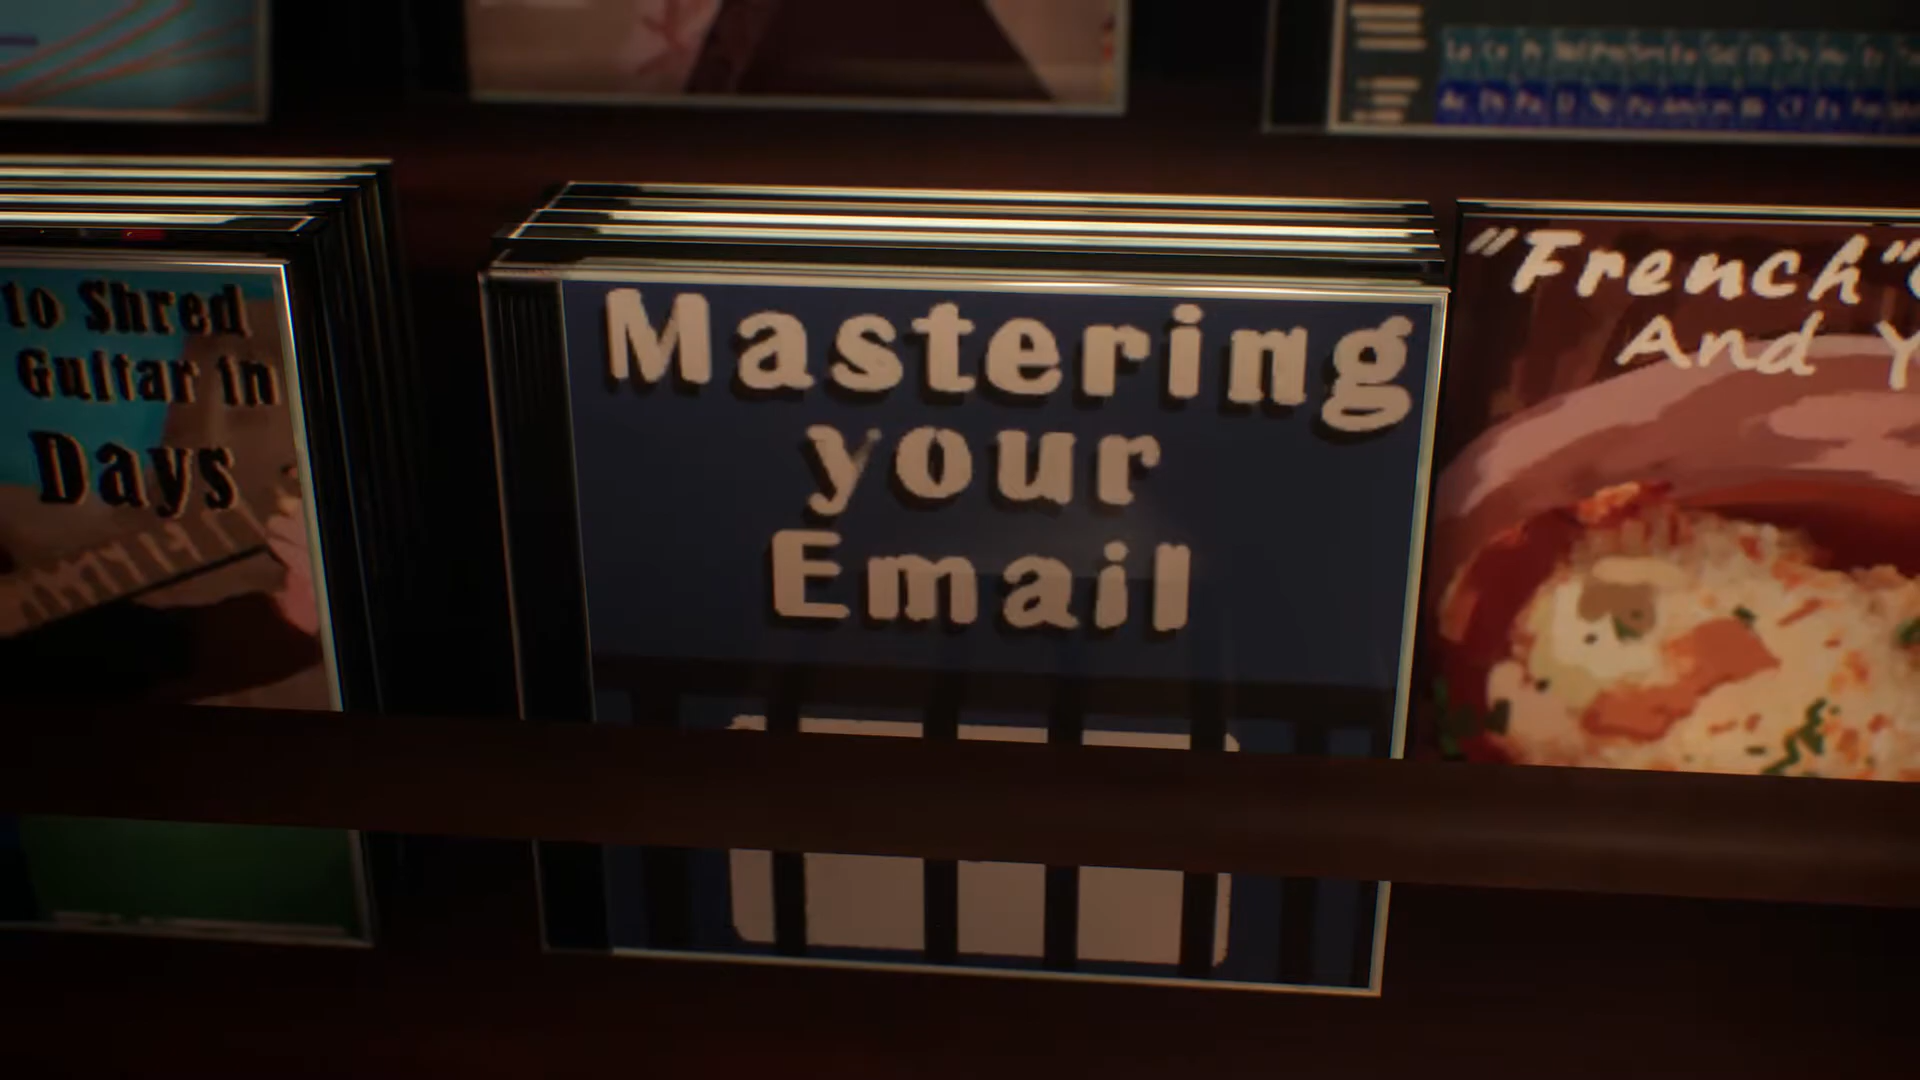 to Shred
Guitar in
Days
Mastering
your
Email
"French"
And